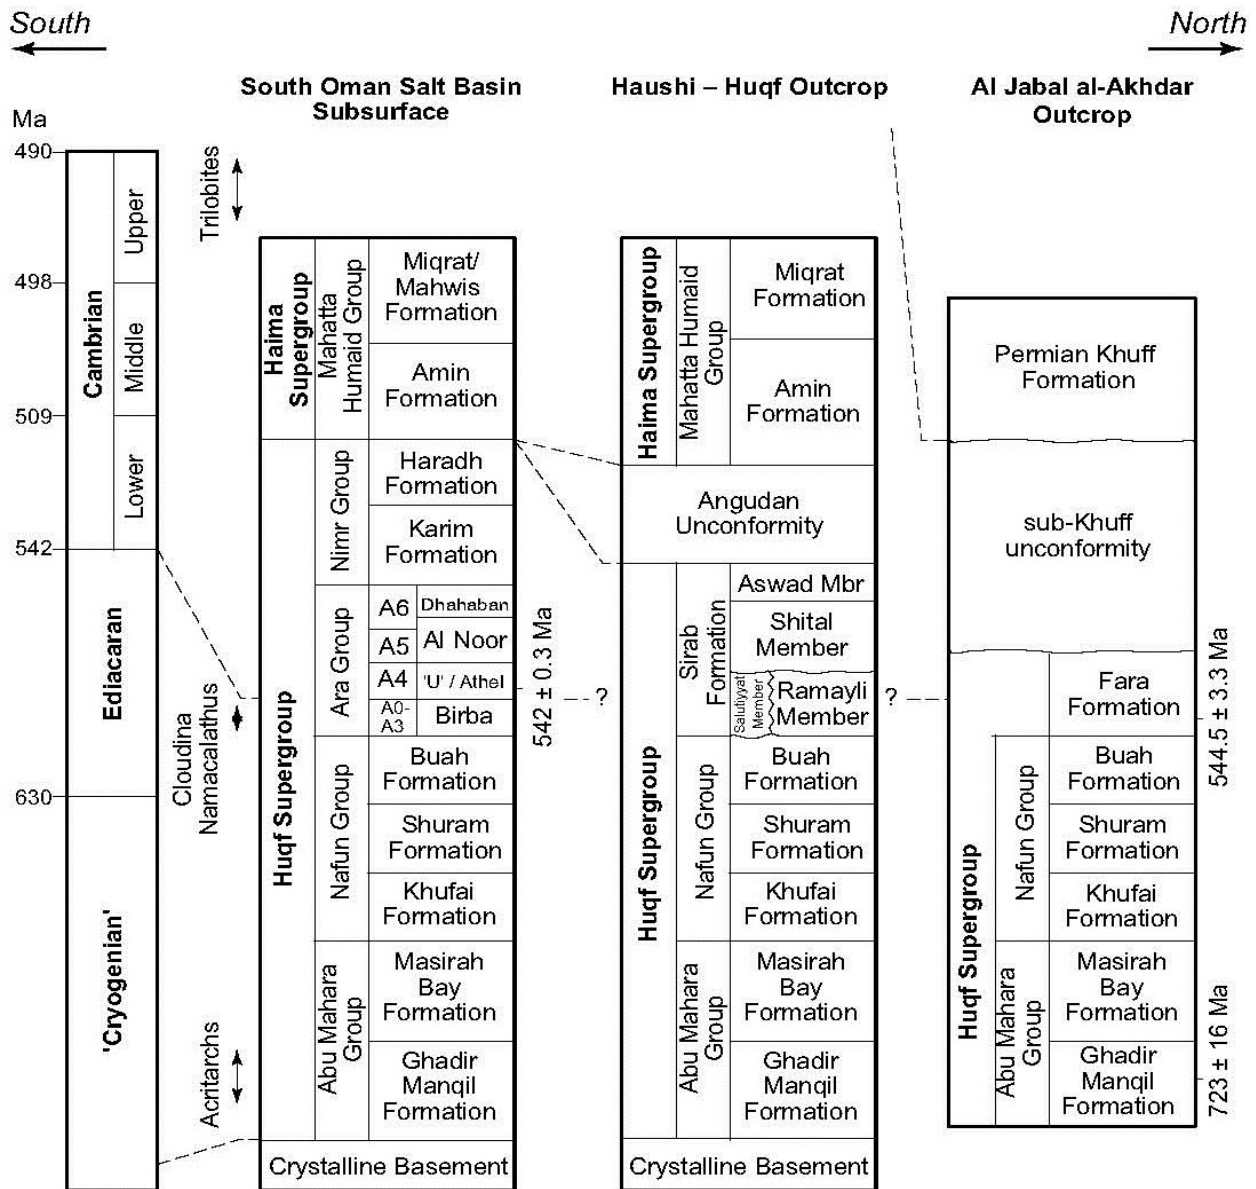 South
North
South Oman Salt Basin
Subsurface
Haushi – Huqf Outcrop
Al Jabal al-Akhdar
Outcrop
Ma
490
498
509
542
630
Cambrian
Upper
Middle
Lower
Ediacaran
'Cryogenian'
Trilobites
Cloudina
Namacalathus
Acritarchs
Haima
Supergroup
Mahatta
Humaid Group
Miqrat/
Mahwis
Formation
Amin
Formation
Huqf Supergroup
Nimr Group
Haradh
Formation
Karim
Formation
Ara Group
A6
Dhahaban
A5
Al Noor
A4
'U' / Athel
A0-
A3
Birba
Nafun Group
Buah
Formation
Shuram
Formation
Khufai
Formation
Abu Mahara
Group
Masirah
Bay
Formation
Ghadir
Manqil
Formation
Crystalline Basement
542 ± 0.3 Ma
?
Haima Supergroup
Mahatta Humaid
Group
Miqrat
Formation
Amin
Formation
Angudan
Unconformity
Huqf Supergroup
Sirab
Formation
Aswad Mbr
Shital
Member
Salutiyyat
Member
Ramayli
Member
Nafun Group
Buah
Formation
Shuram
Formation
Khufai
Formation
Abu Mahara
Group
Masirah
Bay
Formation
Ghadir
Manqil
Formation
Crystalline Basement
?
Permian Khuff
Formation
sub-Khuff
unconformity
Huqf Supergroup
Fara
Formation
Nafun Group
Buah
Formation
Shuram
Formation
Khufai
Formation
Abu Mahara
Group
Masirah
Bay
Formation
Ghadir
Manqil
Formation
544.5 ± 3.3 Ma
723 ± 16 Ma